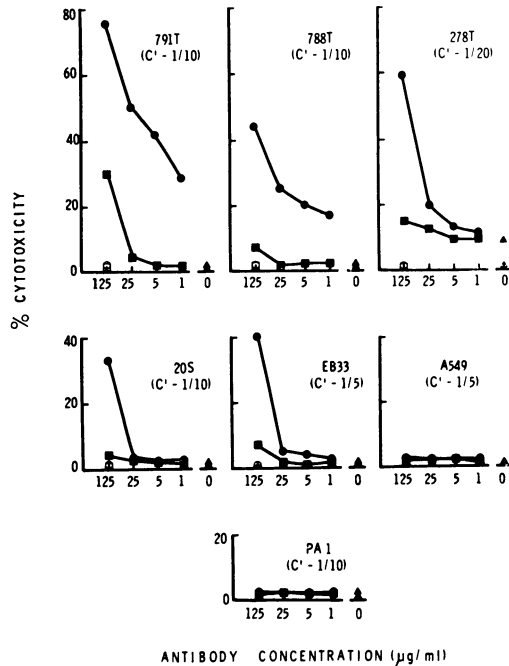 % CYTOTOXICITY
80
60
40
20
0
791T
(C' - 1/10)
125 25 5 1 0
788T
(C' - 1/10)
125 25 5 1 0
278T
(C' - 1/20)
125 25 5 1 0
40
20
0
20S
(C' - 1/10)
125 25 5 1 0
EB33
(C' - 1/5)
125 25 5 1 0
A549
(C' - 1/5)
125 25 5 1 0
20
0
PA 1
(C' - 1/10)
125 25 5 1 0
ANTIBODY CONCENTRATION (µg/ml)